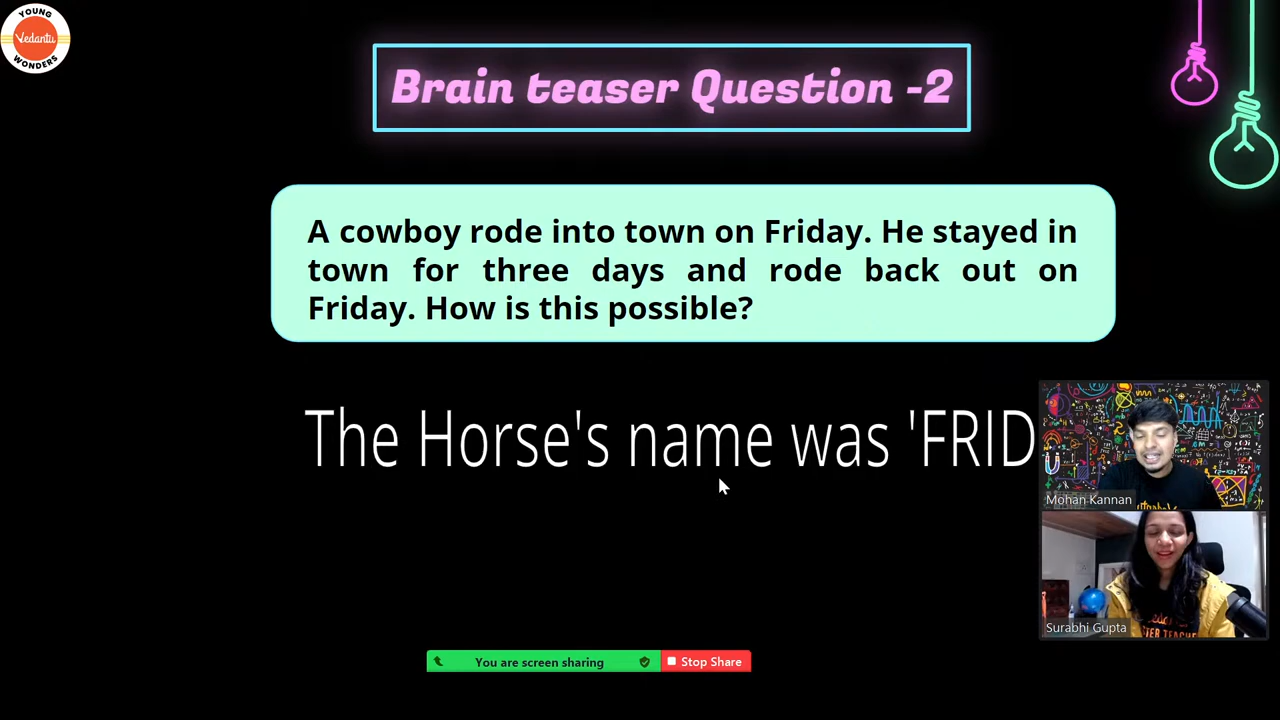 YOUNG
Vedantu
WONDERS
Brain teaser Question -2
A cowboy rode into town on Friday. He stayed in
town for three days and rode back out on
Friday. How is this possible?
The Horse's name was 'FRID
Mohan Kannan
Surabhi Gupta
You are screen sharing
Stop Share